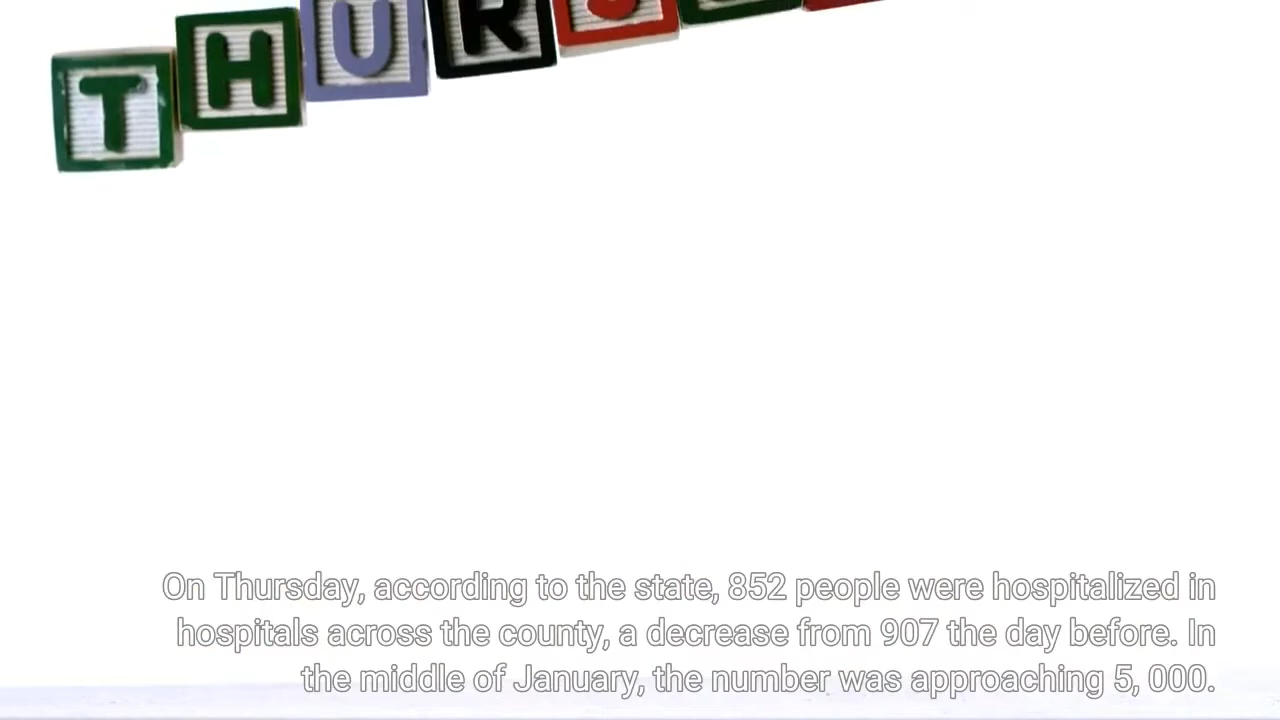 THUR
On Thursday, according to the state, 852 people were hospitalized in
hospitals across the county, a decrease from 907 the day before. In
the middle of January, the number was approaching 5, 000.